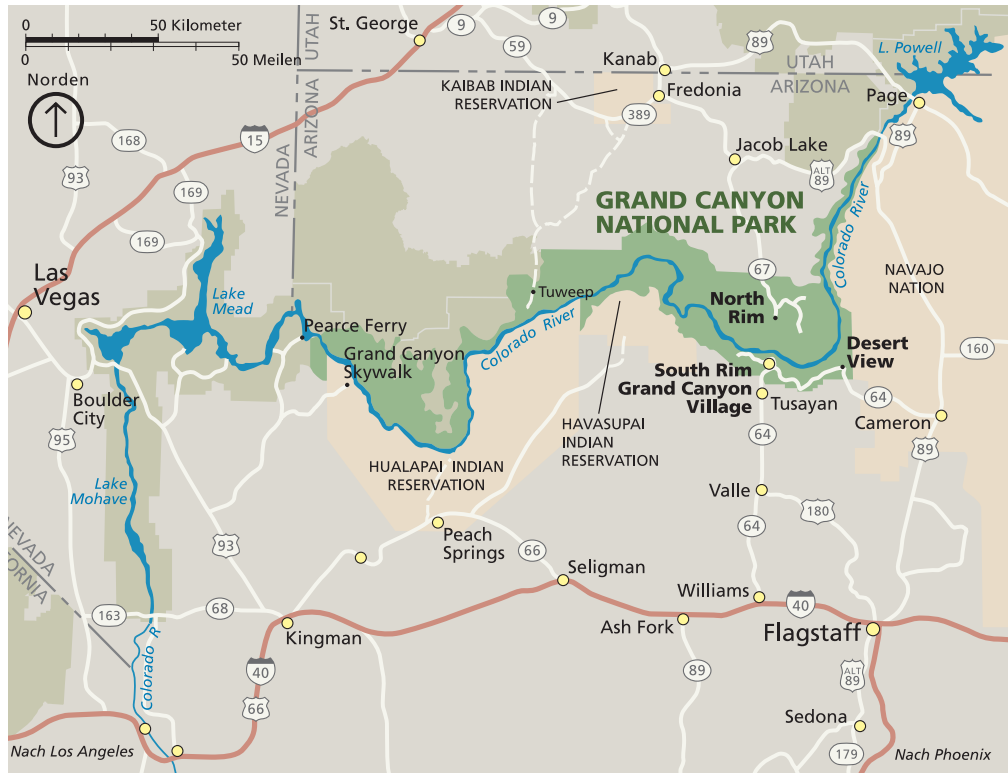 0
50 Kilometer
0
50 Meilen
Norden
UTAH
ARIZONA
NEVADA
St. George
9
59
9
Kanab
Fredonia
89
UTAH
ARIZONA
L. Powell
KAIBAB INDIAN
RESERVATION
389
Page
89
15
168
93
169
169
Jacob Lake
ALT
89
GRAND CANYON
NATIONAL PARK
Colorado River
Las
Vegas
Lake
Mead
67
NAVAJO
NATION
Tuweep
North
Rim
Pearce Ferry
Colorado River
Grand Canyon
Skywalk
Desert
View
160
South Rim
Grand Canyon
Village
Tusayan
64
Boulder
City
Cameron
95
HAVASUPAI
INDIAN
RESERVATION
64
89
HUALAPAI INDIAN
RESERVATION
Lake
Mohave
Valle
180
Peach
Springs
93
64
66
NEVADA
Seligman
Williams
40
163
68
Kingman
Ash Fork
Flagstaff
Colorado R
40
89
ALT
89
66
Sedona
Nach Los Angeles
179
Nach Phoenix